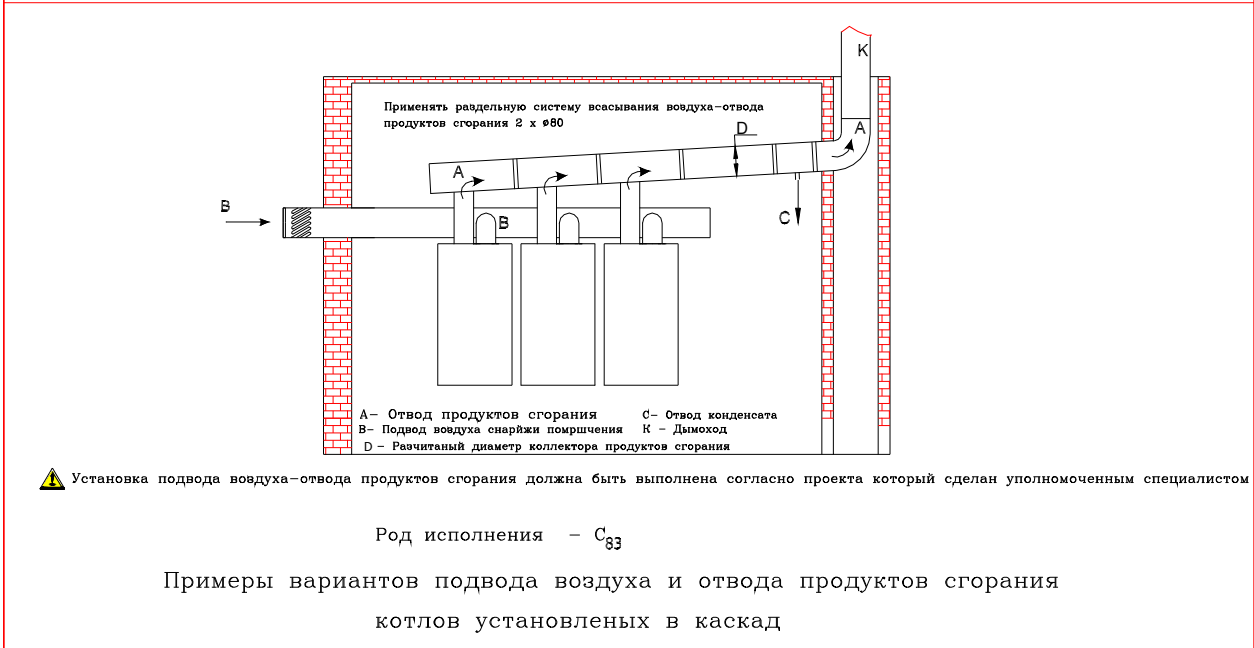 K
Применять раздельную систему всасывания воздуха-отвода
продуктов сгорания 2 х ø80
D
A
A
B
B
C
A- Отвод продуктов сгорания
C- Отвод конденсата
B- Подвод воздуха снарйжи помршчения
К - Дымоход
D - Разчитаный диаметр коллектора продуктов сгорания
Установка подвода воздуха-отвода продуктов сгорания должна быть выполнена согласно проекта который сделан уполномоченным специалистом
Род исполнения - C83
Примеры вариантов подвода воздуха и отвода продуктов сгорания
котлов установленых в каскад